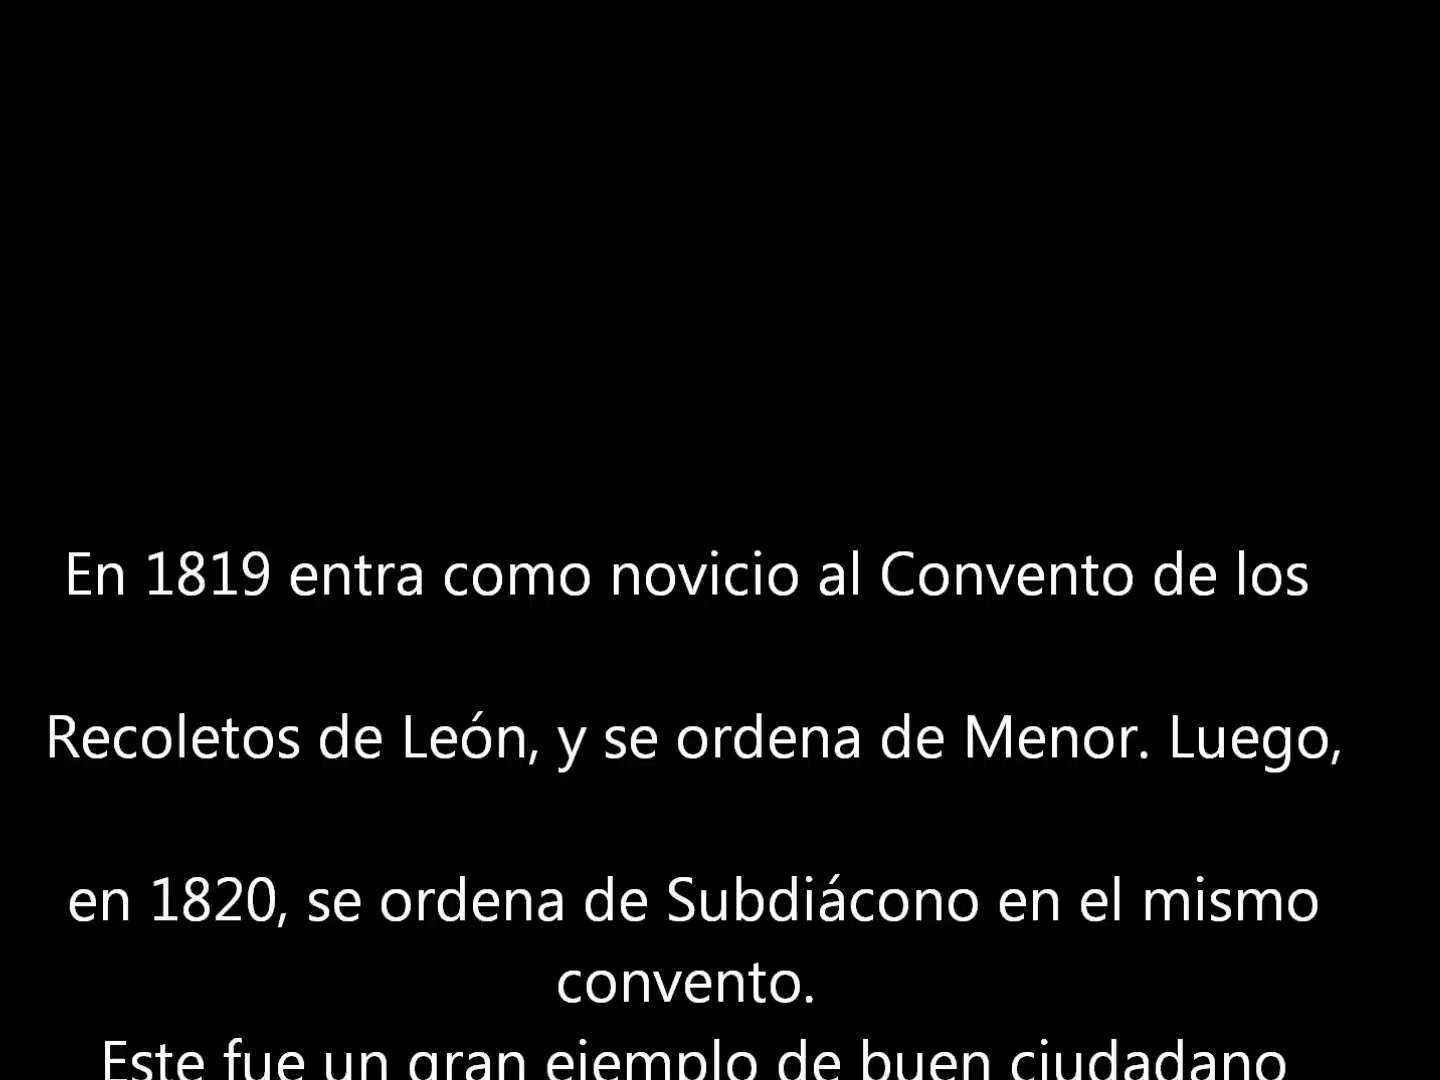 En 1819 entra como novicio al Convento de los
Recoletos de León, y se ordena de Menor. Luego,
en 1820, se ordena de Subdiácono en el mismo
convento.
Este fue un gran ejemplo de buen ciudadano